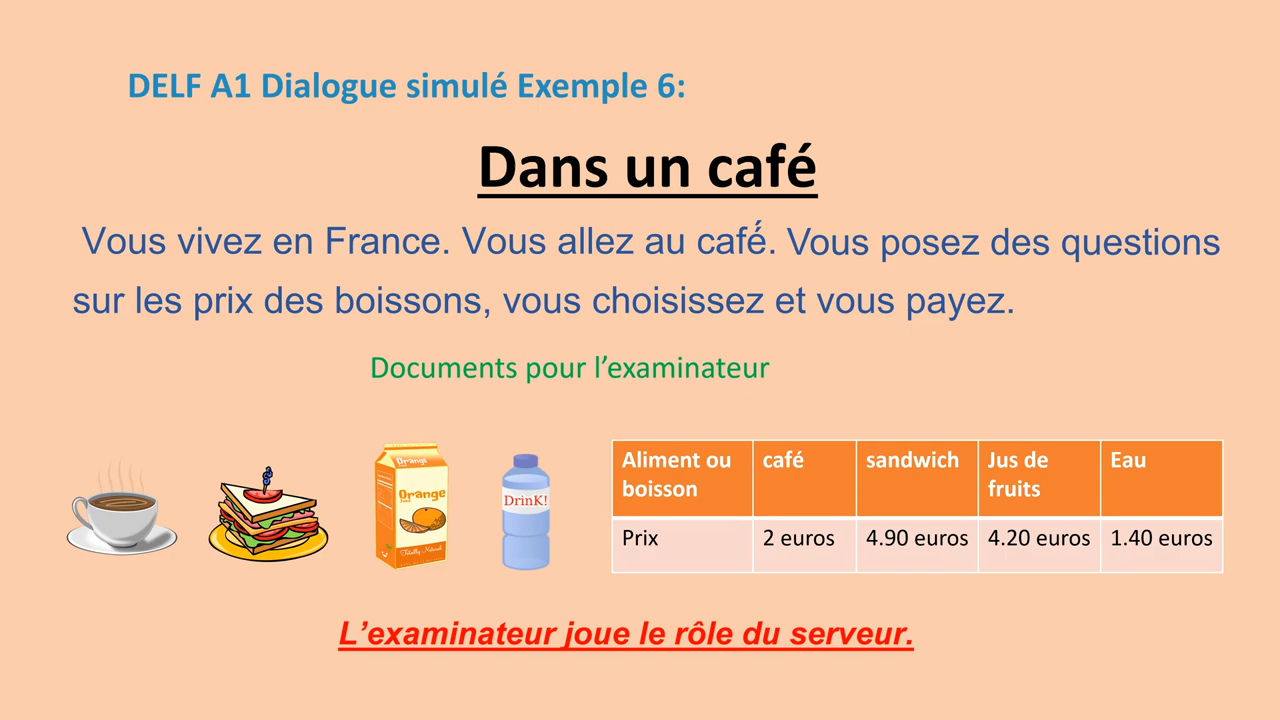 DELF A1 Dialogue simulé Exemple 6:
Dans un café
Vous vivez en France. Vous allez au café. Vous posez des questions
sur les prix des boissons, vous choisissez et vous payez.
Documents pour l’examinateur
Orange
Orange
Totally Natural
DrinK!
Aliment ou boisson café sandwich Jus de fruits Eau
Prix 2 euros 4.90 euros 4.20 euros 1.40 euros
L’examinateur joue le rôle du serveur.